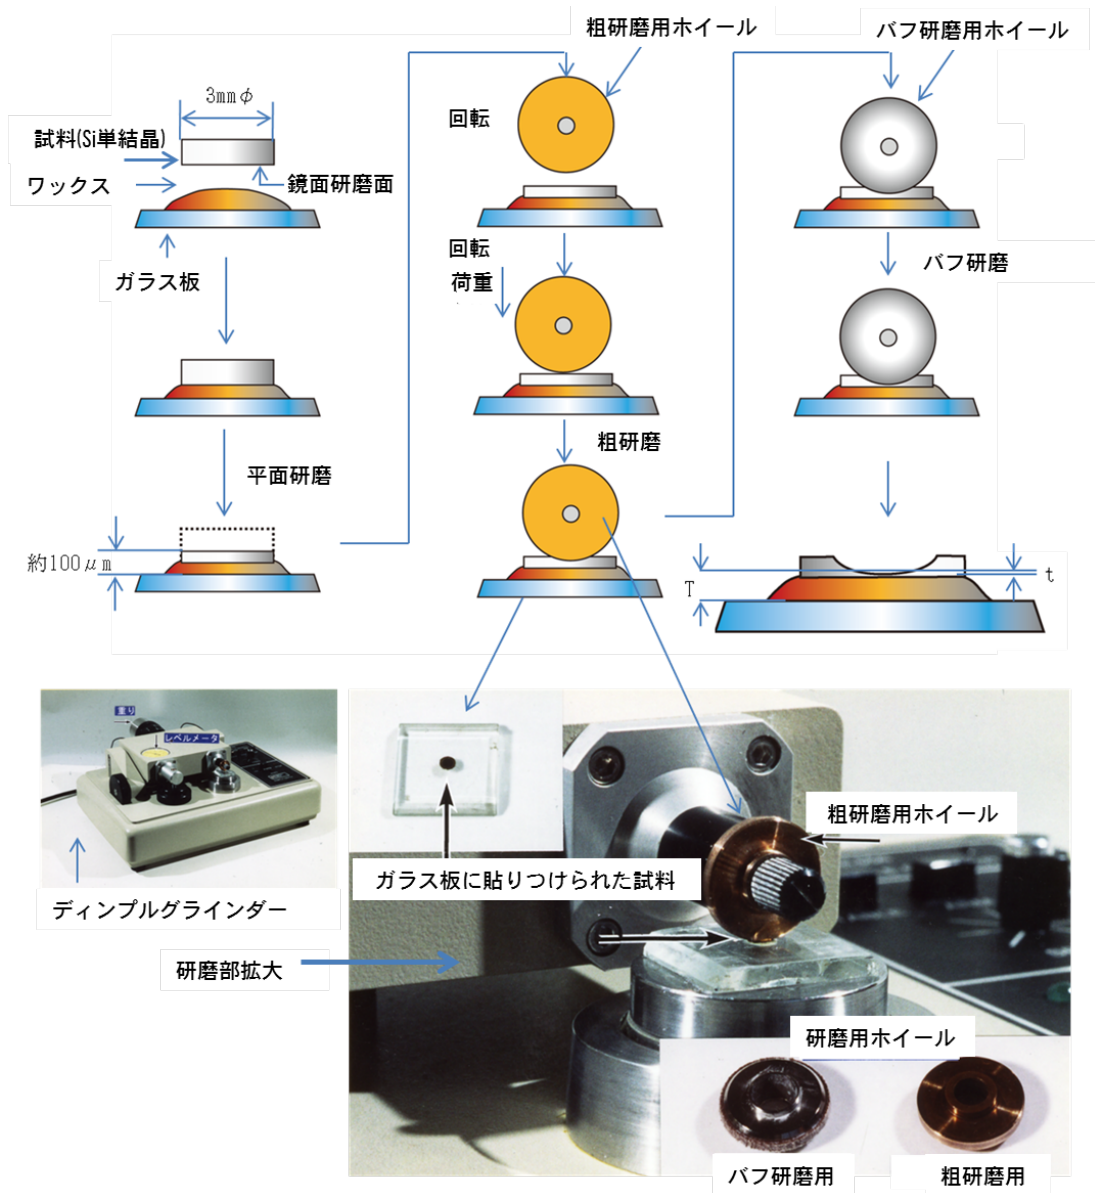 粗研磨用ホイール
バフ研磨用ホイール
3mmφ
回転
試料(Si単結晶)
ワックス
鏡面研磨面
回転
荷重
ガラス板
バフ研磨
粗研磨
平面研磨
約100μm
T
t
重り
レベルメータ
粗研磨用ホイール
ガラス板に貼りつけられた試料
ディンプルグラインダー
研磨部拡大
研磨用ホイール
バフ研磨用
粗研磨用